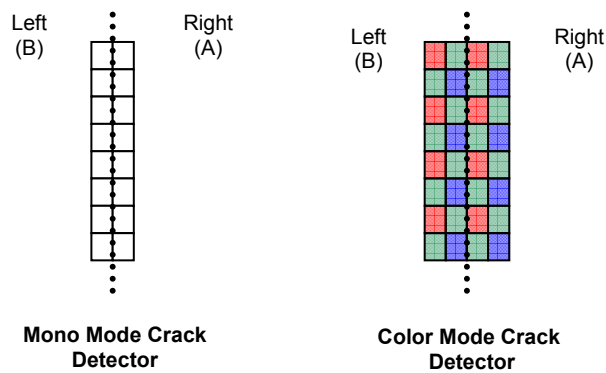 Left
(B)
Right
(A)
Mono Mode Crack
Detector
Left
(B)
Right
(A)
Color Mode Crack
Detector